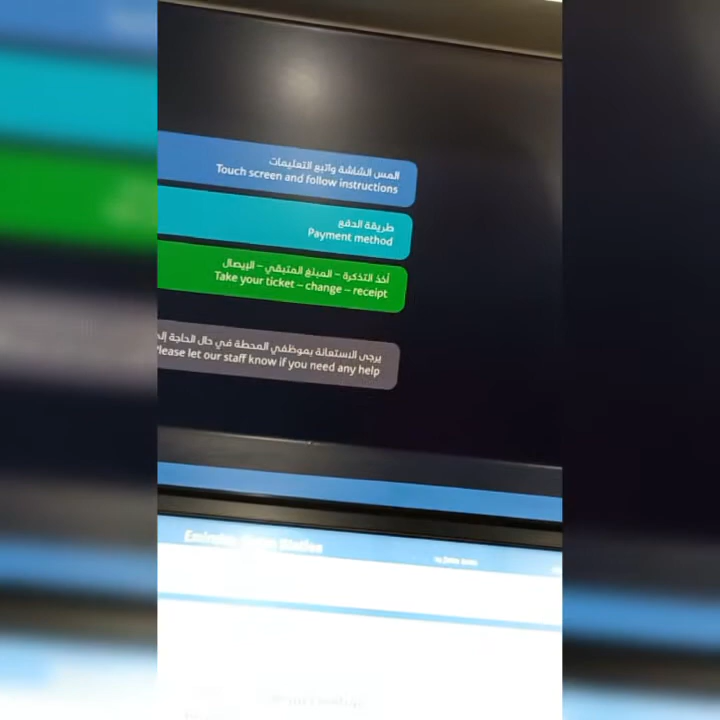 المس الشاشة واتبع التعليمات
Touch screen and follow instructions
طريقة الدفع
Payment method
أخذ التذكرة – المبلغ المتبقي – الإيصال
Take your ticket – change – receipt
يرجى الاستعانة بموظفي المحطة في حال الحاجة
Please let our staff know if you need any help
Station